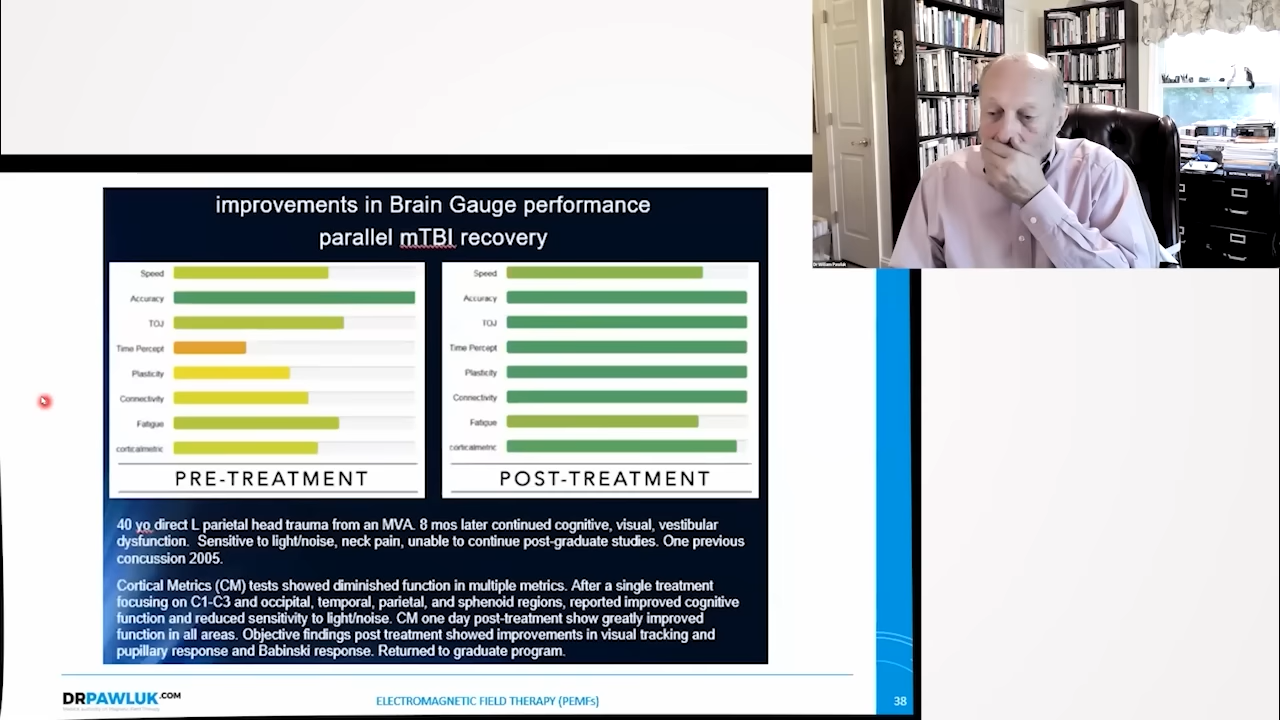 improvements in Brain Gauge performance
parallel mTBI recovery
Speed
Accuracy
TOJ
Time Percept
Plasticity
Connectivity
Fatigue
corticalmetric
PRE-TREATMENT
Speed
Accuracy
TOJ
Time Percept
Plasticity
Connectivity
Fatigue
corticalmetric
POST-TREATMENT
40 yo direct L parietal head trauma from an MVA. 8 mos later continued cognitive, visual, vestibular
dysfunction. Sensitive to light/noise, neck pain, unable to continue post-graduate studies. One previous
concussion 2005.
Cortical Metrics (CM) tests showed diminished function in multiple metrics. After a single treatment
focusing on C1-C3 and occipital, temporal, parietal, and sphenoid regions, reported improved cognitive
function and reduced sensitivity to light/noise. CM one day post-treatment show greatly improved
function in all areas. Objective findings post treatment showed improvements in visual tracking and
pupillary response and Babinski response. Returned to graduate program.
DRPAWLUK.COM
ELECTROMAGNETIC FIELD THERAPY (PEMFs)
38
Dr William Pawluk